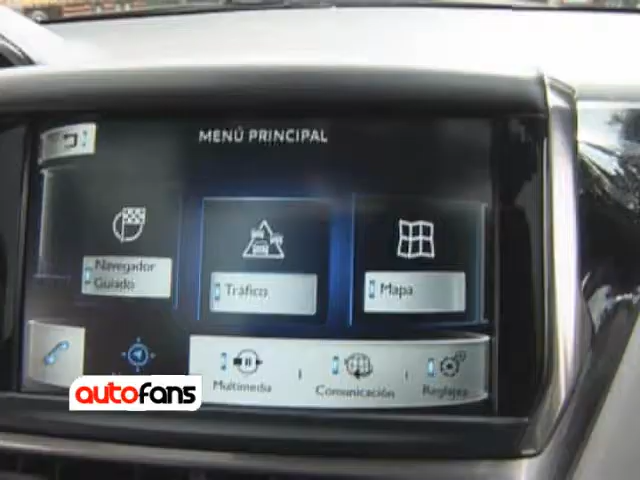 MENÚ PRINCIPAL
Navegador
Guiado
Tráfico
Mapa
Multimedia
Comunicación
Reglajes
autofans